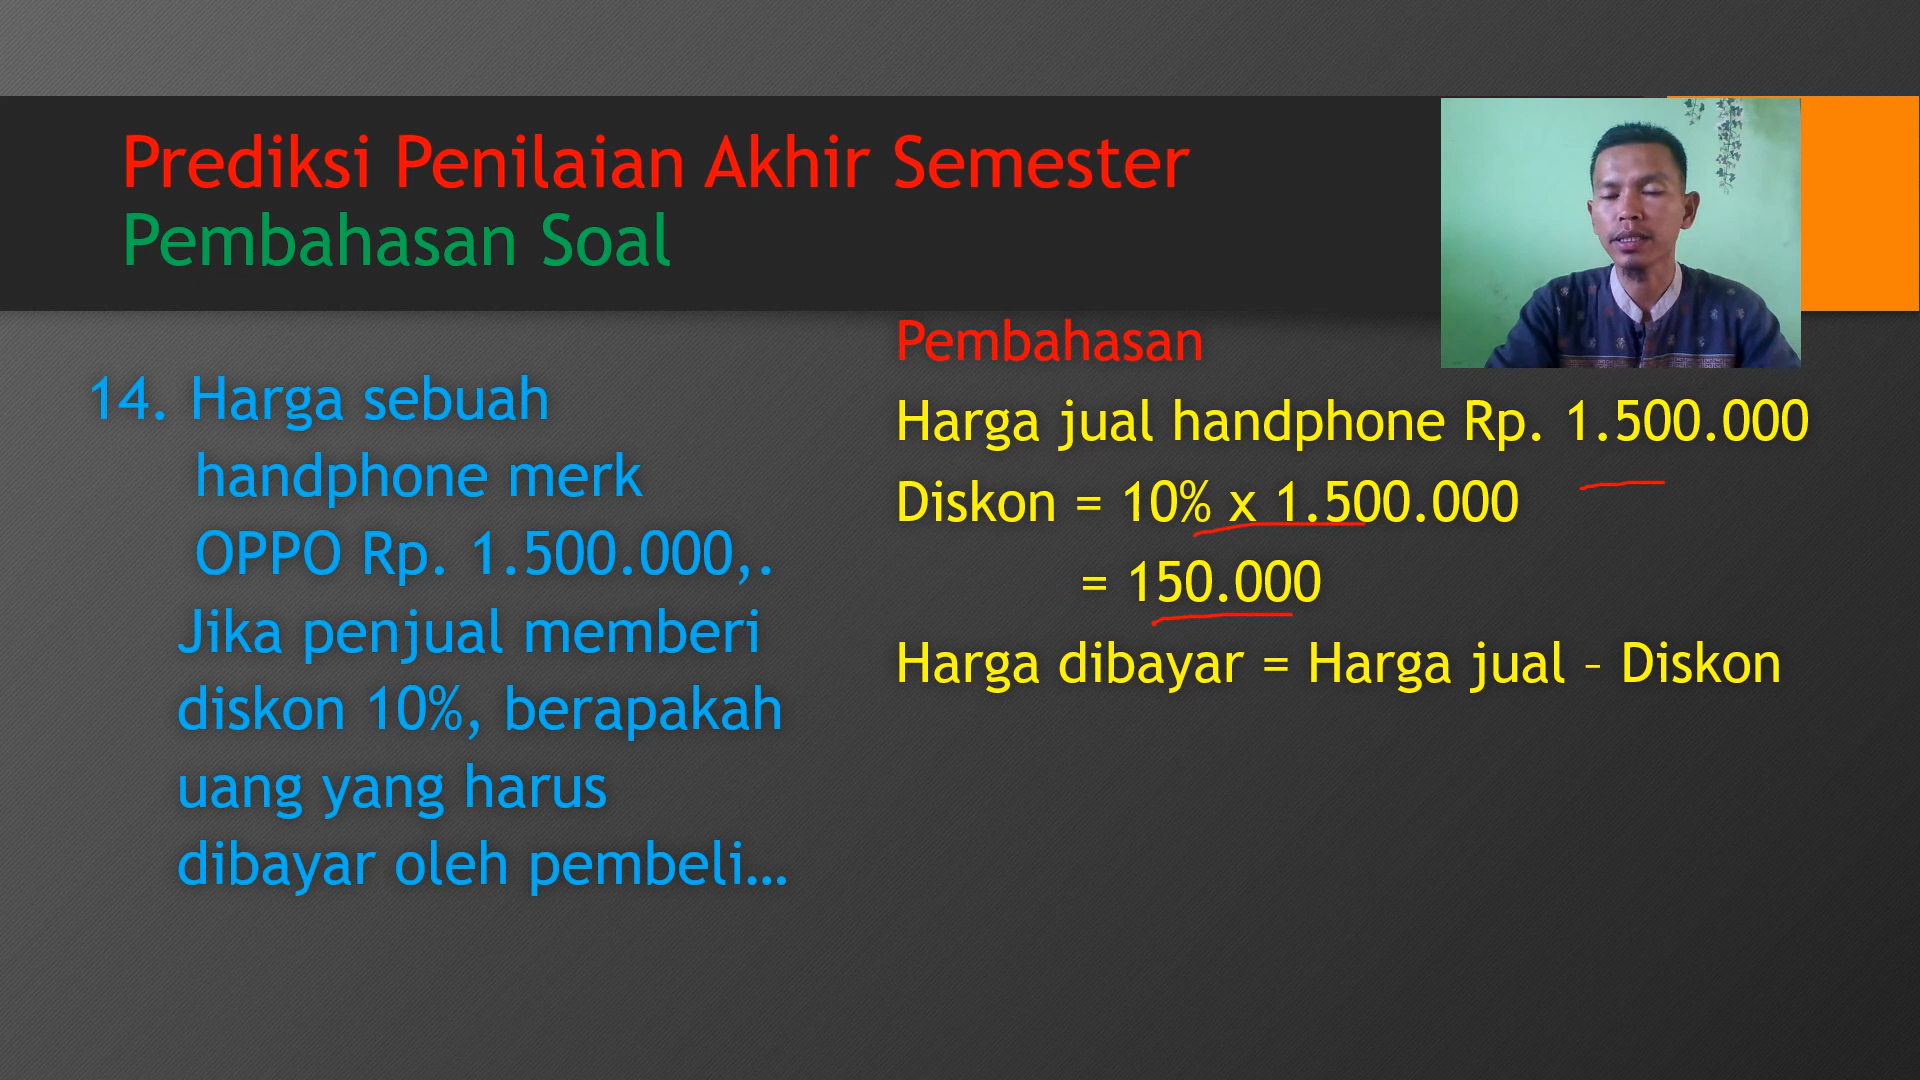 Prediksi Penilaian Akhir Semester
Pembahasan Soal
14. Harga sebuah
handphone merk
OPPO Rp. 1.500.000,.
Jika penjual memberi
diskon 10%, berapakah
uang yang harus
dibayar oleh pembeli...
Pembahasan
Harga jual handphone Rp. 1.500.000
Diskon = 10% x 1.500.000
= 150.000
Harga dibayar = Harga jual – Diskon